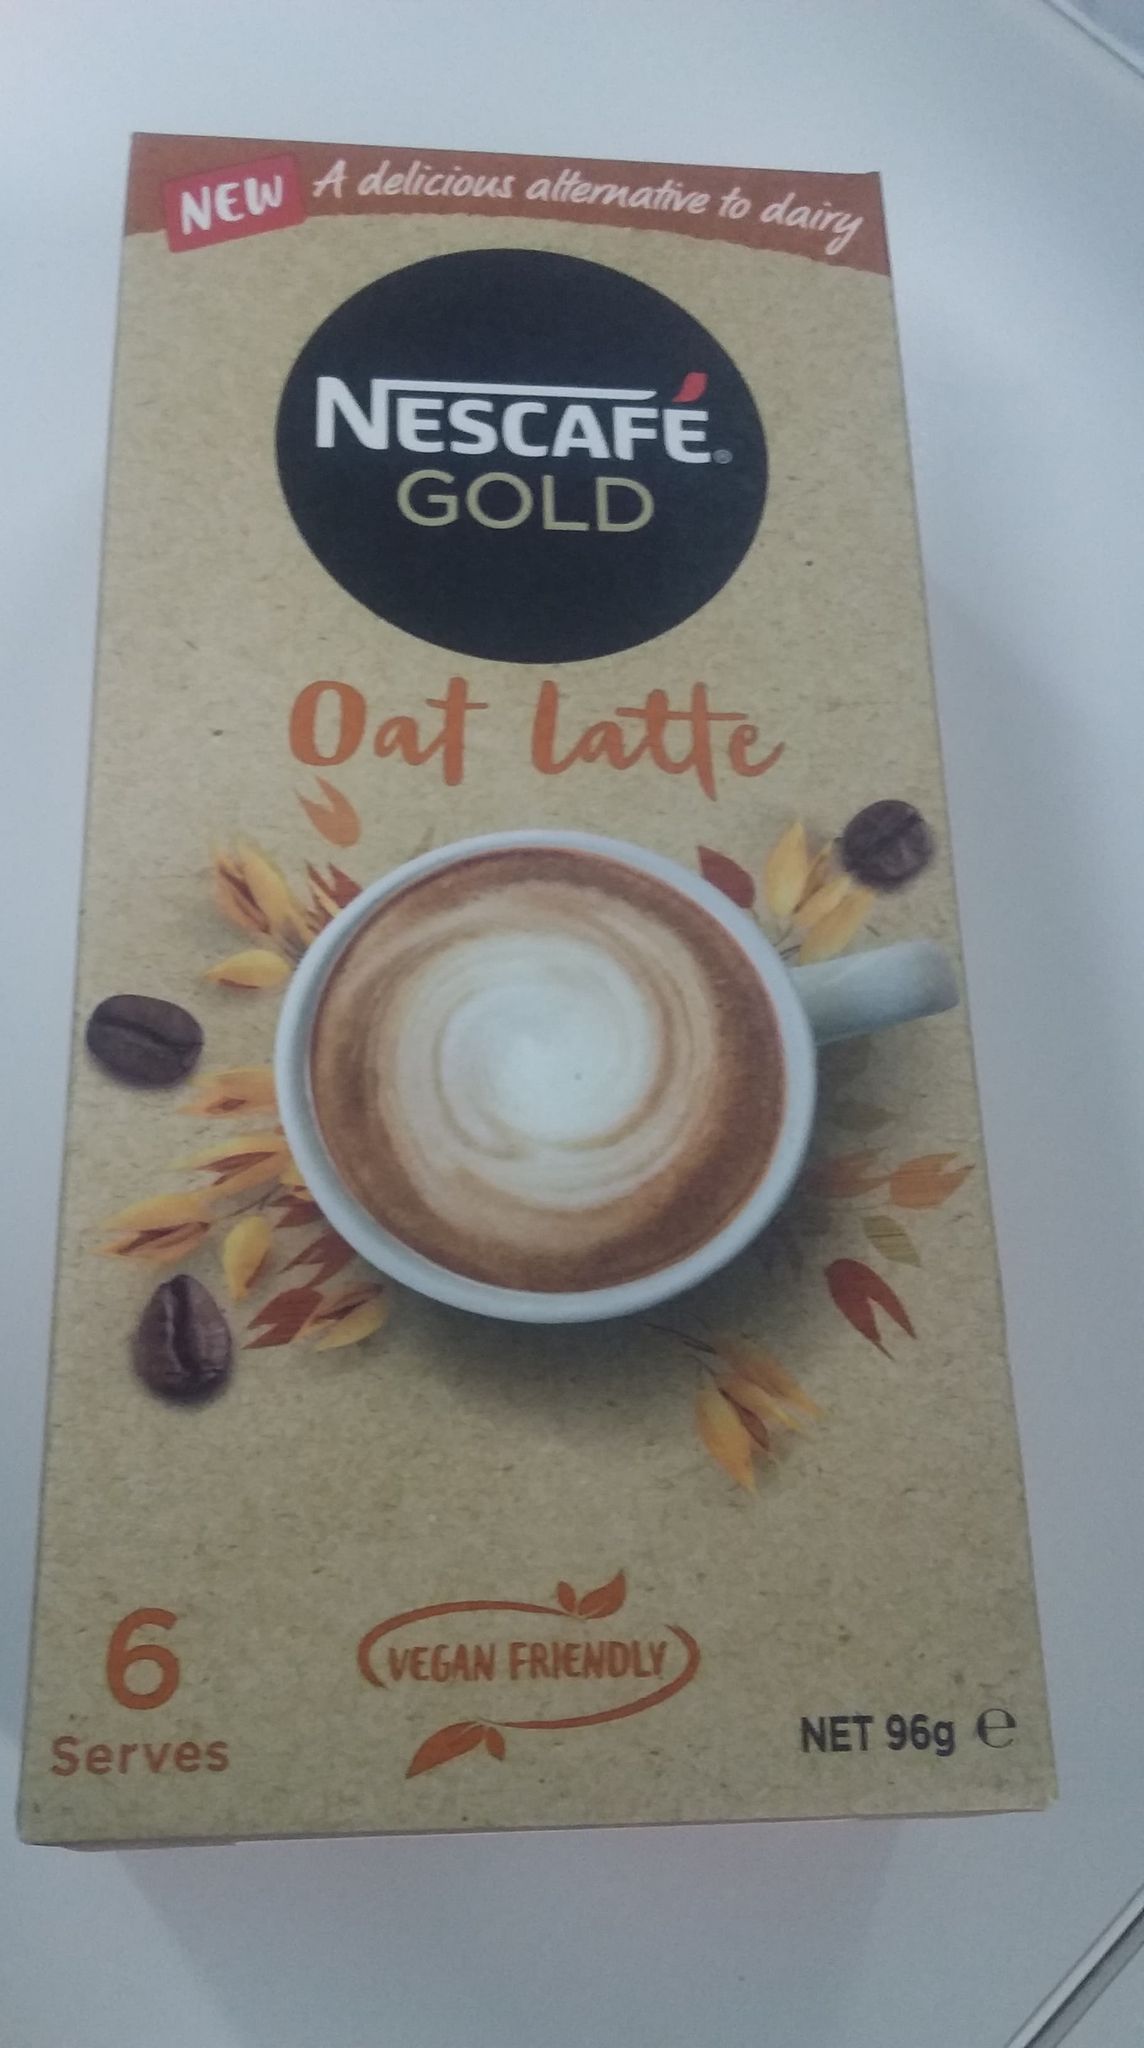 NEW A delicious alternative to dairy
NESCAFÉ®
GOLD
Oat Latte
6
Serves
VEGAN FRIENDLY
NET 96g ℮